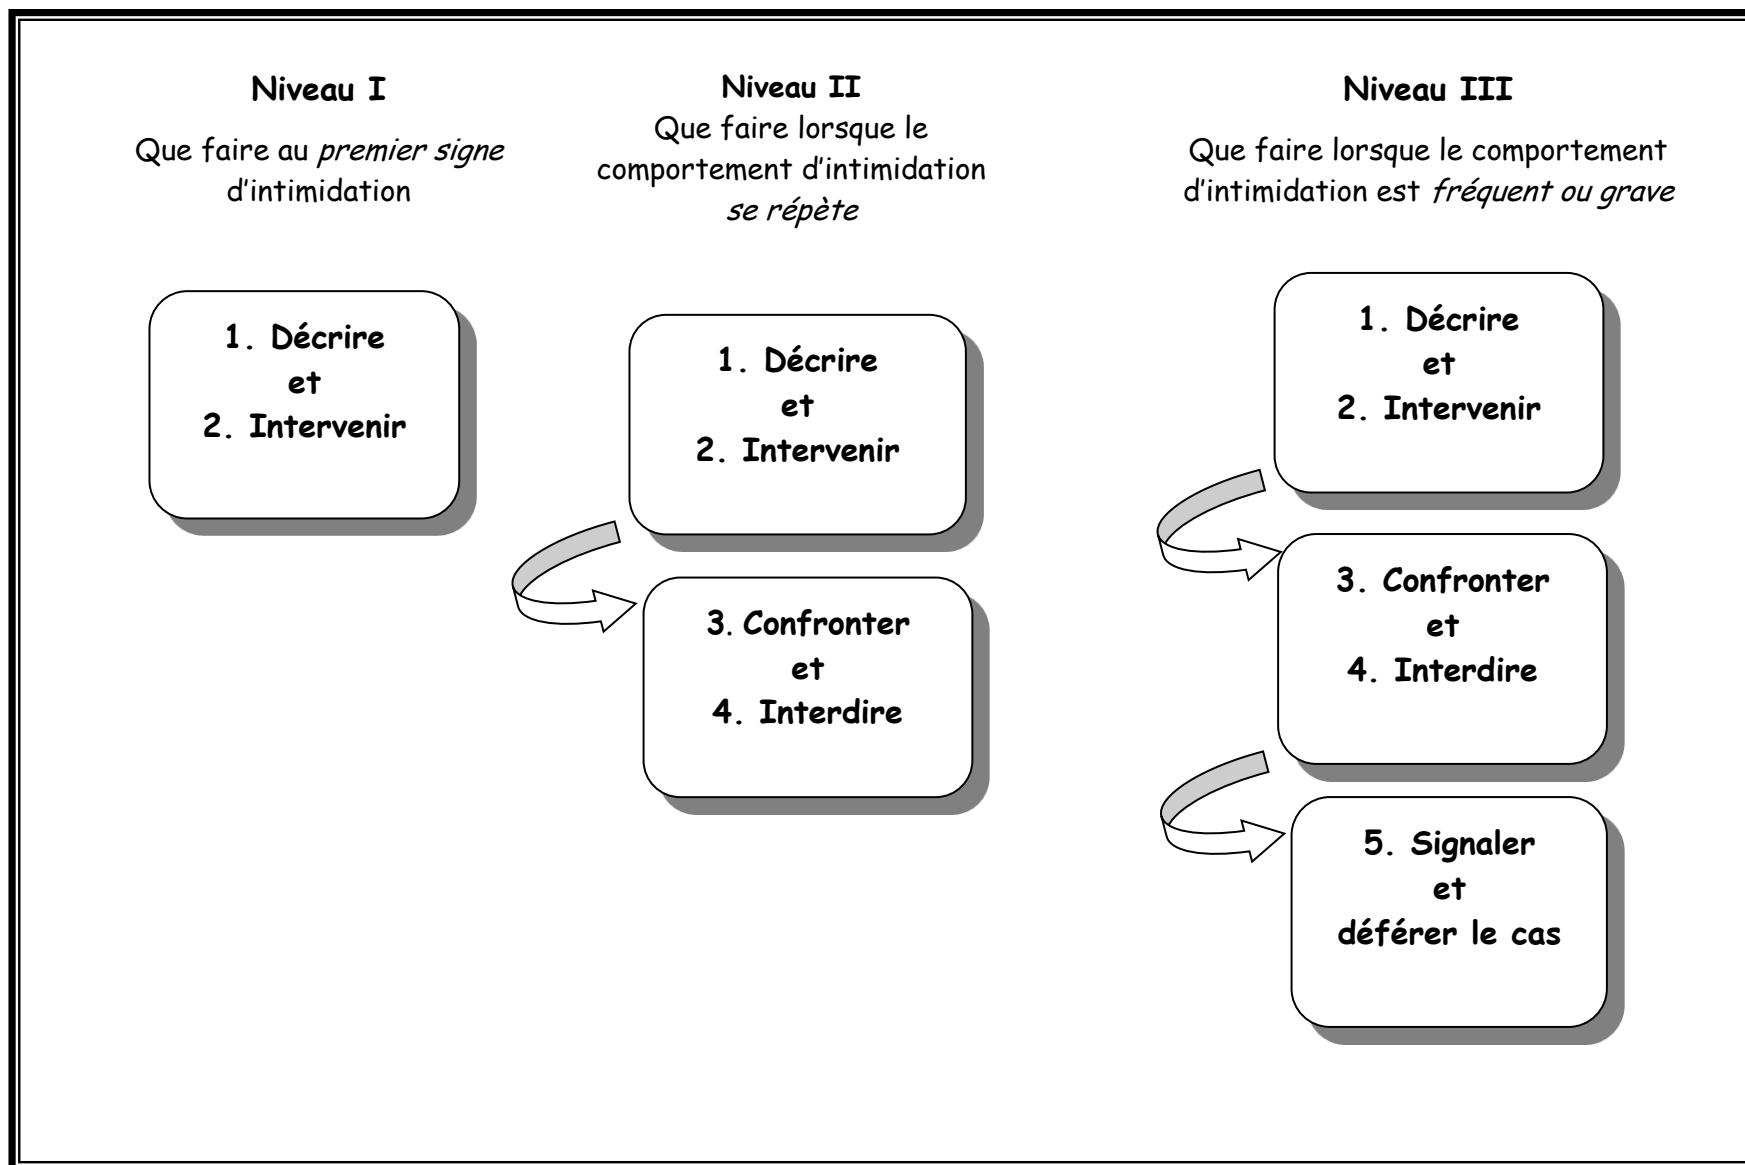 Niveau I
Que faire au premier signe
d'intimidation
1. Décrire
et
2. Intervenir
Niveau II
Que faire lorsque le
comportement d'intimidation
se répète
1. Décrire
et
2. Intervenir
3. Confronter
et
4. Interdire
Niveau III
Que faire lorsque le comportement
d'intimidation est fréquent ou grave
1. Décrire
et
2. Intervenir
3. Confronter
et
4. Interdire
5. Signaler
et
déférer le cas